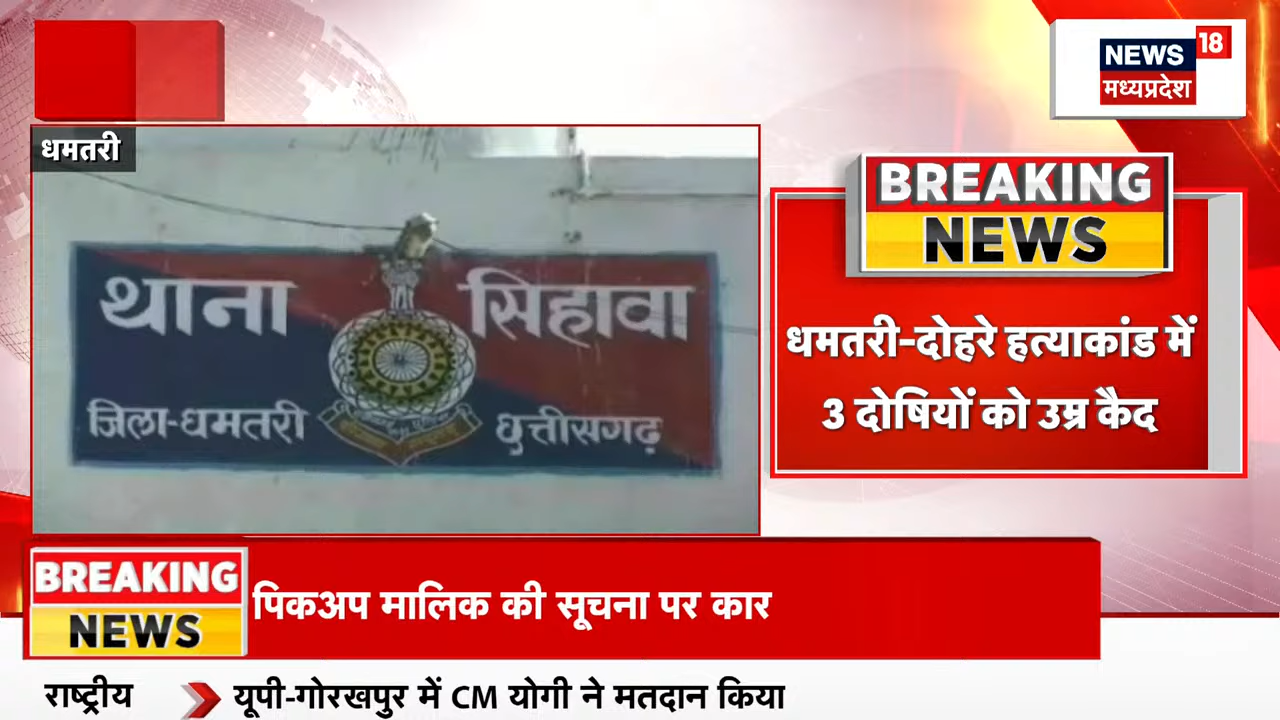 NEWS 18
मध्यप्रदेश
धमतरी
थाना सिहावा
जिला-धमतरी छत्तीसगढ़
BREAKING
NEWS
धमतरी-दोहरे हत्याकांड में
3 दोषियों को उम्र कैद
BREAKING
NEWS
पिकअप मालिक की सूचना पर कार
राष्ट्रीय
यूपी-गोरखपुर में CM योगी ने मतदान किया